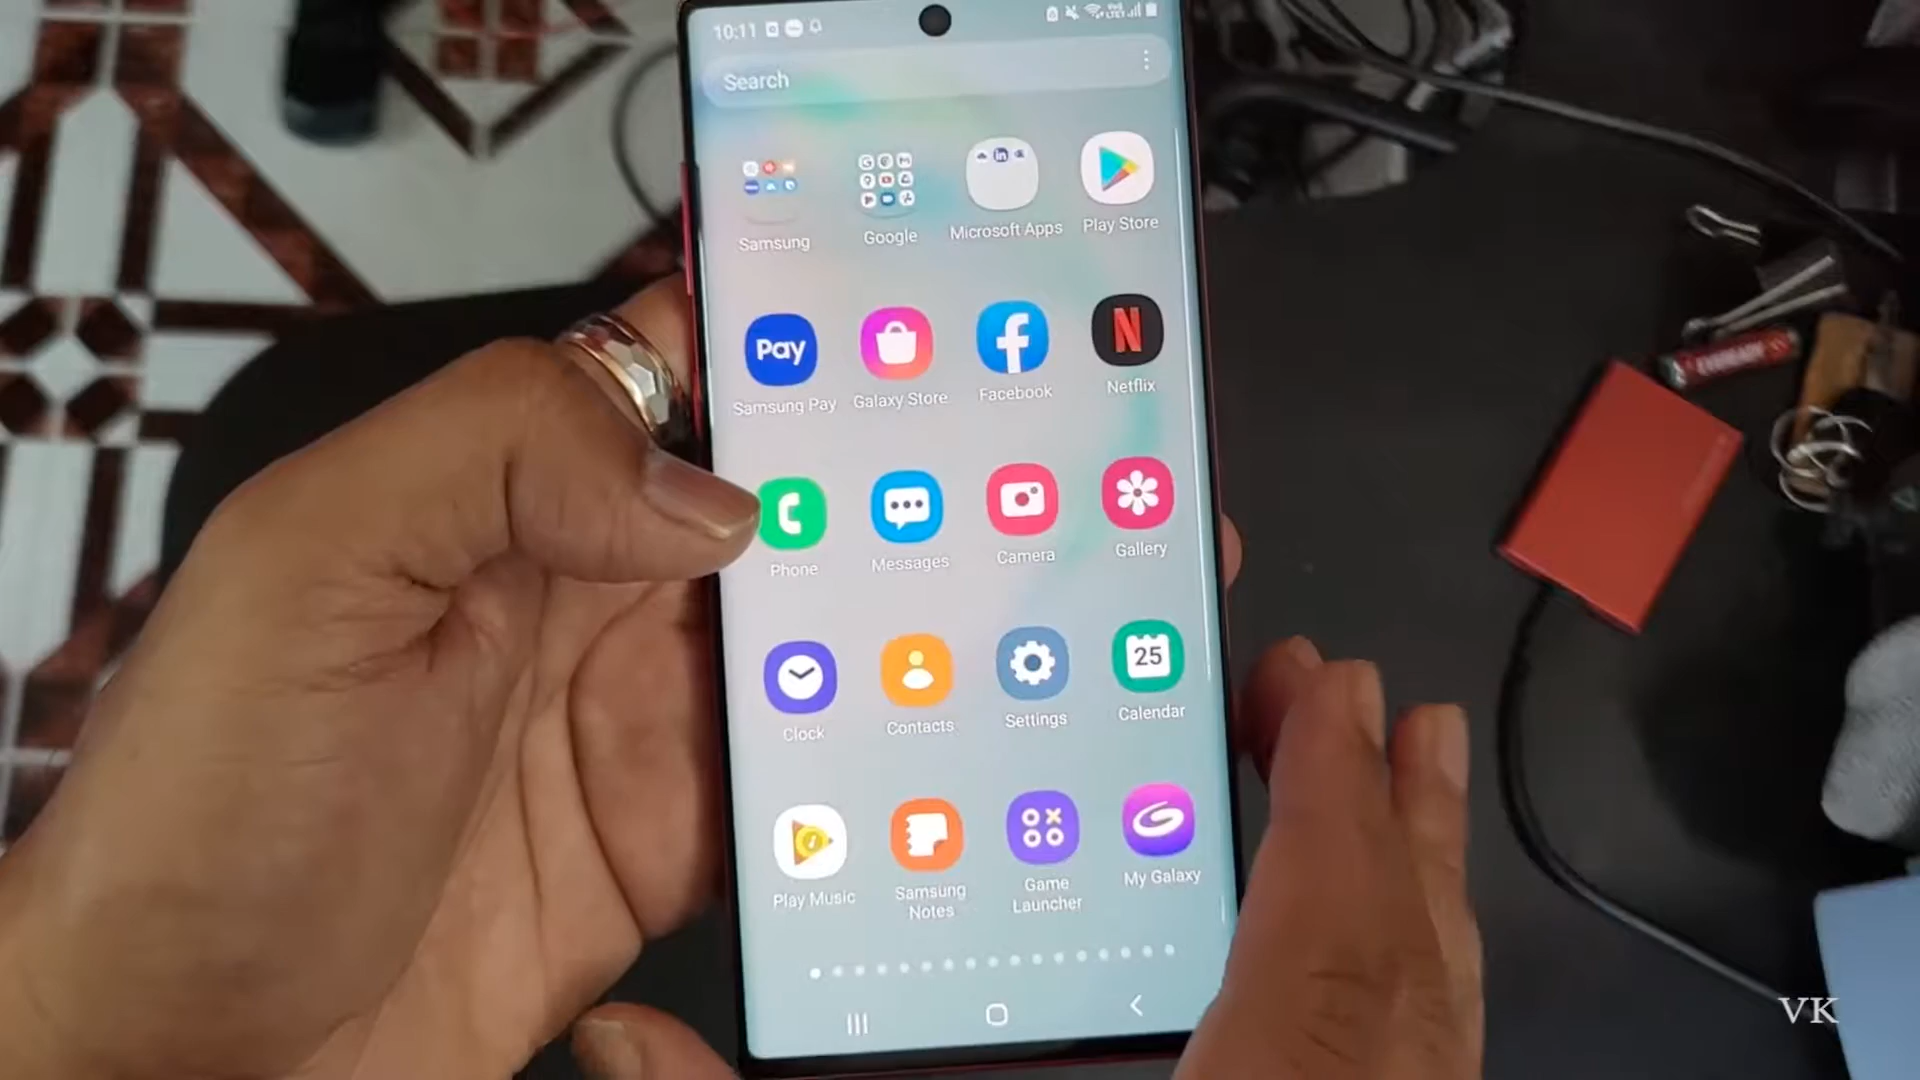 10:11
Search
Samsung
Google
Microsoft Apps
Play Store
Pay
Samsung Pay
Galaxy Store
Facebook
N
Netflix
Phone
Messages
Camera
Gallery
25
Clock
Contacts
Settings
Calendar
Play Music
Samsung
Notes
Game
Launcher
My Galaxy
VK